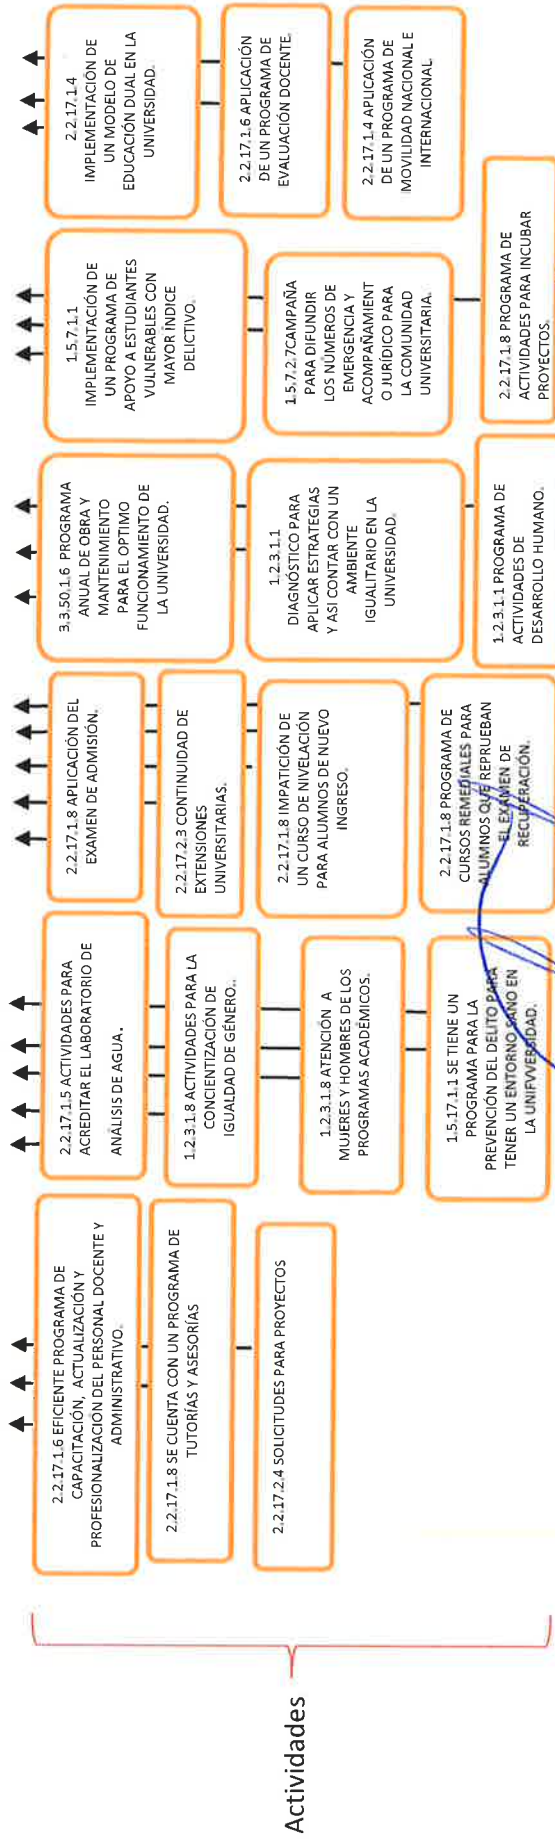 Actividades
2.2.17.1.6 EFICIENTE PROGRAMA DE
CAPACITACIÓN, ACTUALIZACIÓN Y
PROFESIONALIZACIÓN DEL PERSONAL DOCENTE Y
ADMINISTRATIVO.
2.2.17.1.8 SE CUENTA CON UN PROGRAMA DE
TUTORÍAS Y ASESORÍAS
2.2.17.2.4 SOLICITUDES PARA PROYECTOS
2.2.17.1.5 ACTIVIDADES PARA
ACREDITAR EL LABORATORIO DE
ANÁLISIS DE AGUA.
1.2.3.1.8 ACTIVIDADES PARA LA
CONCIENTIZACIÓN DE
IGUALDAD DE GÉNERO..
1.2.3.1.8 ATENCIÓN A
MUJERES Y HOMBRES DE LOS
PROGRAMAS ACADÉMICOS.
1.5.17.1.1 SE TIENE UN
PROGRAMA PARA LA
PREVENCIÓN DEL DELITO PARA
TENER UN ENTORNO SANO EN
LA UNIFVVERSIDAD.
2.2.17.1.8 APLICACIÓN DEL
EXAMEN DE ADMISIÓN.
2.2.17.2.3 CONTINUIDAD DE
EXTENSIONES
UNIVERSITARIAS.
2.2.17.1.8 IMPATICIÓN DE
UN CURSO DE NIVELACIÓN
PARA ALUMNOS DE NUEVO
INGRESO.
2.2.17.1.8 PROGRAMA DE
CURSOS REMEDIALES PARA
ALUMNOS QUE REPRUEBAN
EL EXAMEN DE
RECUPERACIÓN.
3.3.50.1.6 PROGRAMA
ANUAL DE OBRA Y
MANTENIMIENTO
PARA EL OPTIMO
FUNCIONAMIENTO DE
LA UNIVERSIDAD.
1.2.3.1.1
DIAGNÓSTICO PARA
APLICAR ESTRATEGIAS
Y ASI CONTAR CON UN
AMBIENTE
IGUALITARIO EN LA
UNIVERSIDAD.
1.2.3.1.1 PROGRAMA DE
ACTIVIDADES DE
DESARROLLO HUMANO.
1.5.7.1.1
IMPLEMENTACIÓN DE
UN PROGRAMA DE
APOYO A ESTUDIANTES
VULNERABLES CON
MAYOR ÍNDICE
DELICTIVO.
1.5.7.2.7CAMPAÑA
PARA DIFUNDIR
LOS NÚMEROS DE
EMERGENCIA Y
ACOMPAÑAMIENT
O JURÍDICO PARA
LA COMUNIDAD
UNIVERSITARIA.
2.2.17.1.8 PROGRAMA DE
ACTIVIDADES PARA INCUBAR
PROYECTOS.
2.2.17.1.4
IMPLEMENTACIÓN DE
UN MODELO DE
EDUCACIÓN DUAL EN LA
UNIVERSIDAD.
2.2.17.1.6 APLICACIÓN
DE UN PROGRAMA DE
EVALUACIÓN DOCENTE.
2.2.17.1.4 APLICACIÓN
DE UN PROGRAMA DE
MOVILIDAD NACIONAL E
INTERNACIONAL.